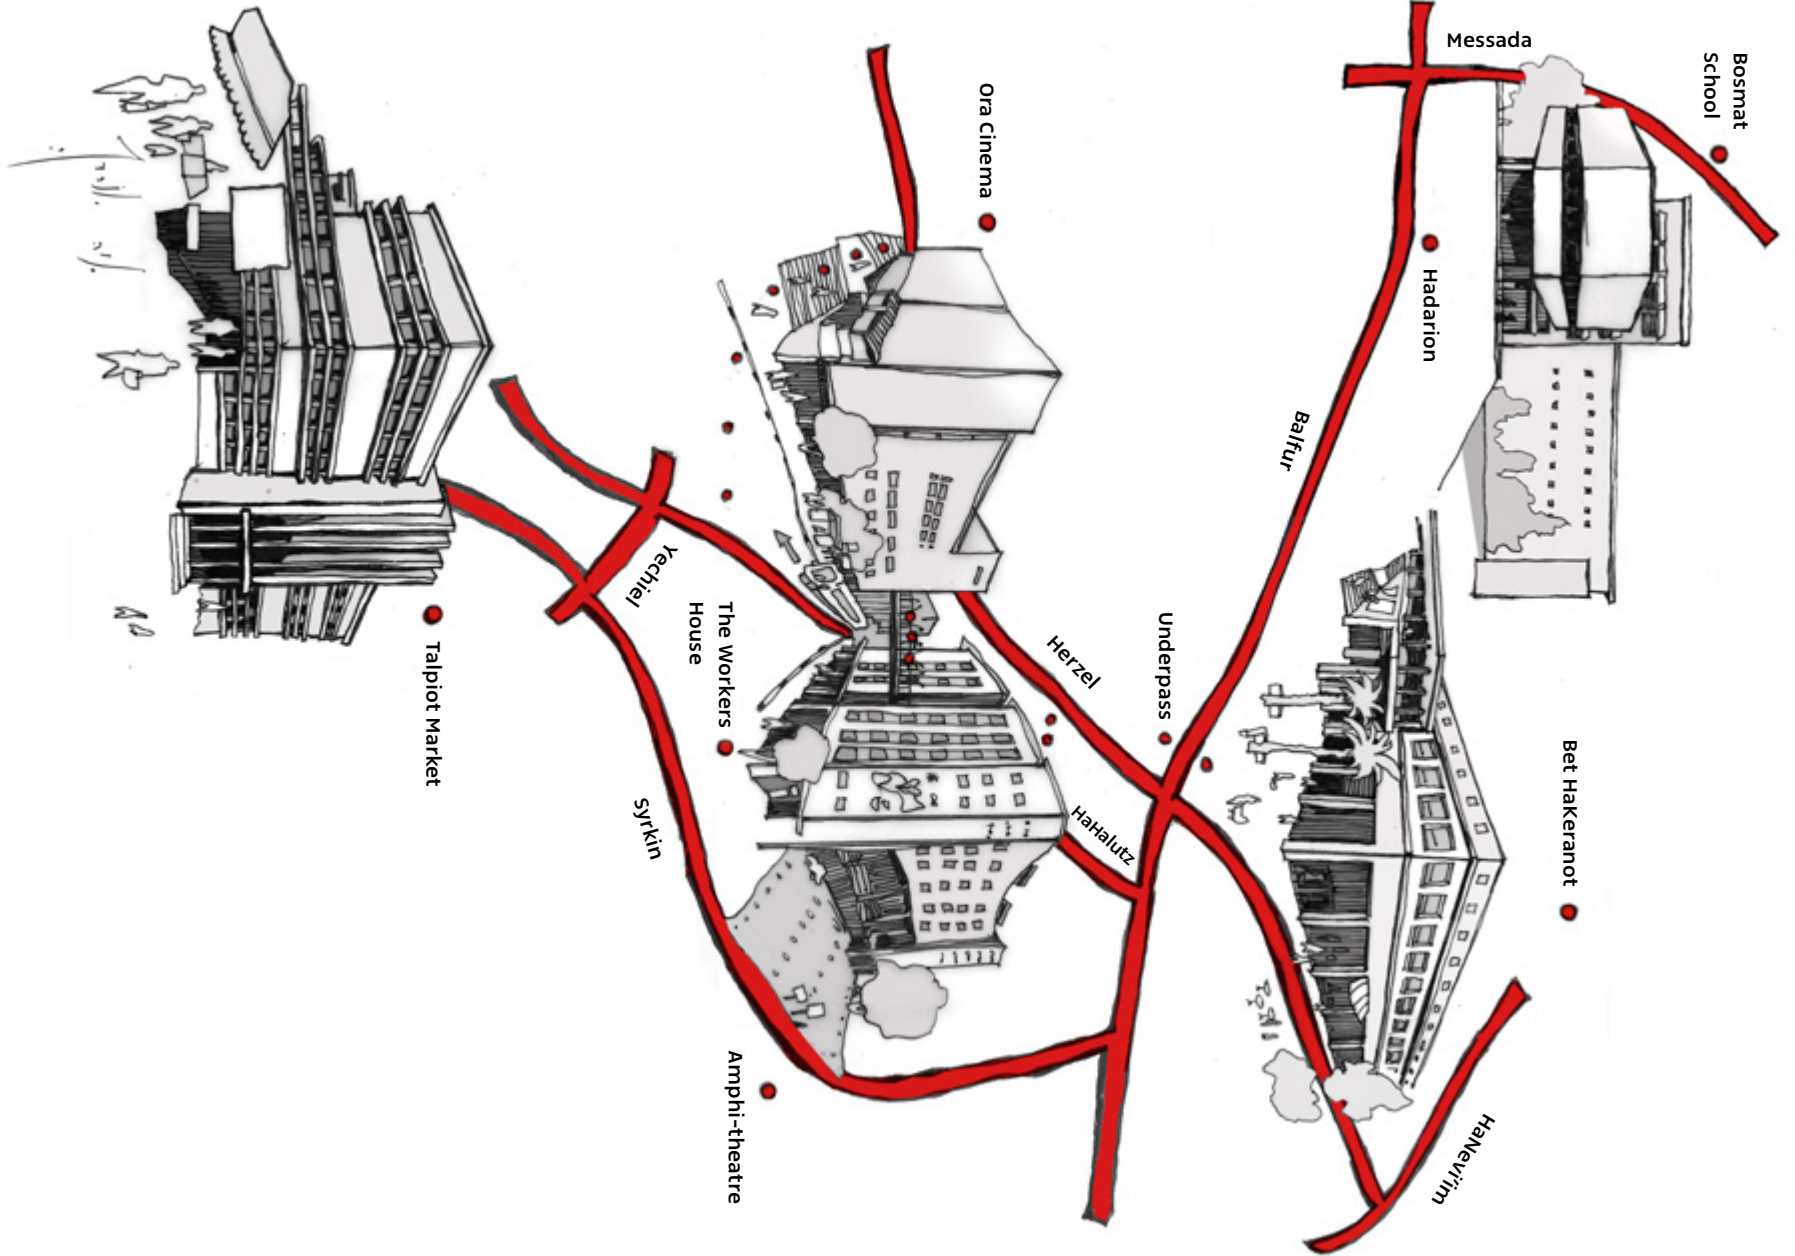 Messada
Bosmat
School
Ora Cinema
Hadarion
Balfur
Bet HaKeranot
Underpass
Herzel
HaHalutz
Yechiel
The Workers
House
Talpiot Market
Syrkin
Amphi-theatre
HaNevi'im